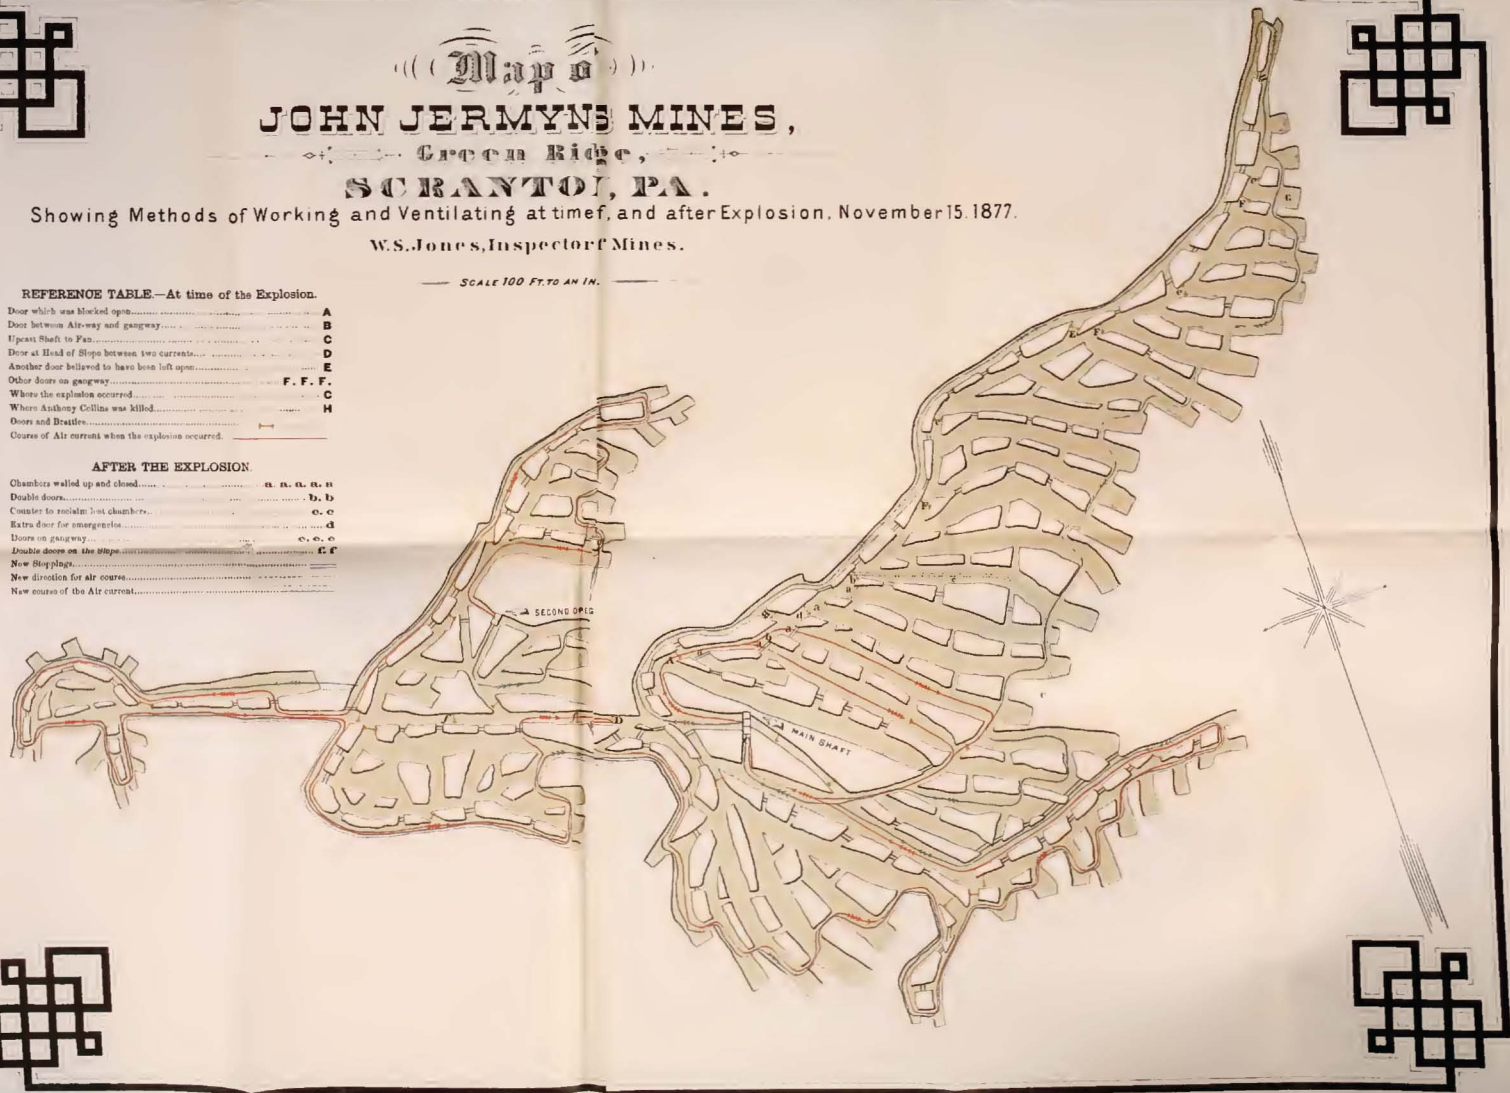 Map o
JOHN JERMYNS MINES,
Green Ridge,
SCRANTO, PA.
Showing Methods of Working and Ventilating at time f, and after Explosion, November 15. 1877.
W. S. Jones, Inspector f Mines.
SCALE 100 FT. TO AN IN.
REFERENCE TABLE.—At time of the Explosion.
Door which was blocked open A
Door between Air-way and gangway B
Upcast Shaft to Fan C
Door at Head of Slope between two currents D
Another door believed to have been left open E
Other doors on gangway F. F. F.
Where the explosion occurred C
Where Anthony Collins was killed H
Doors and Brattles
Course of Air current when the explosion occurred.
AFTER THE EXPLOSION.
Chambers walled up and closed a. a. a. a. a
Double doors b. b
Counter to reclaim lost chambers c. c
Extra door for emergencies d
Doors on gangway e. e. e
Double doors on the Slope f. f
New Stoppings
New direction for air course
New course of the Air current
SECOND OPEG
MAIN SHAFT